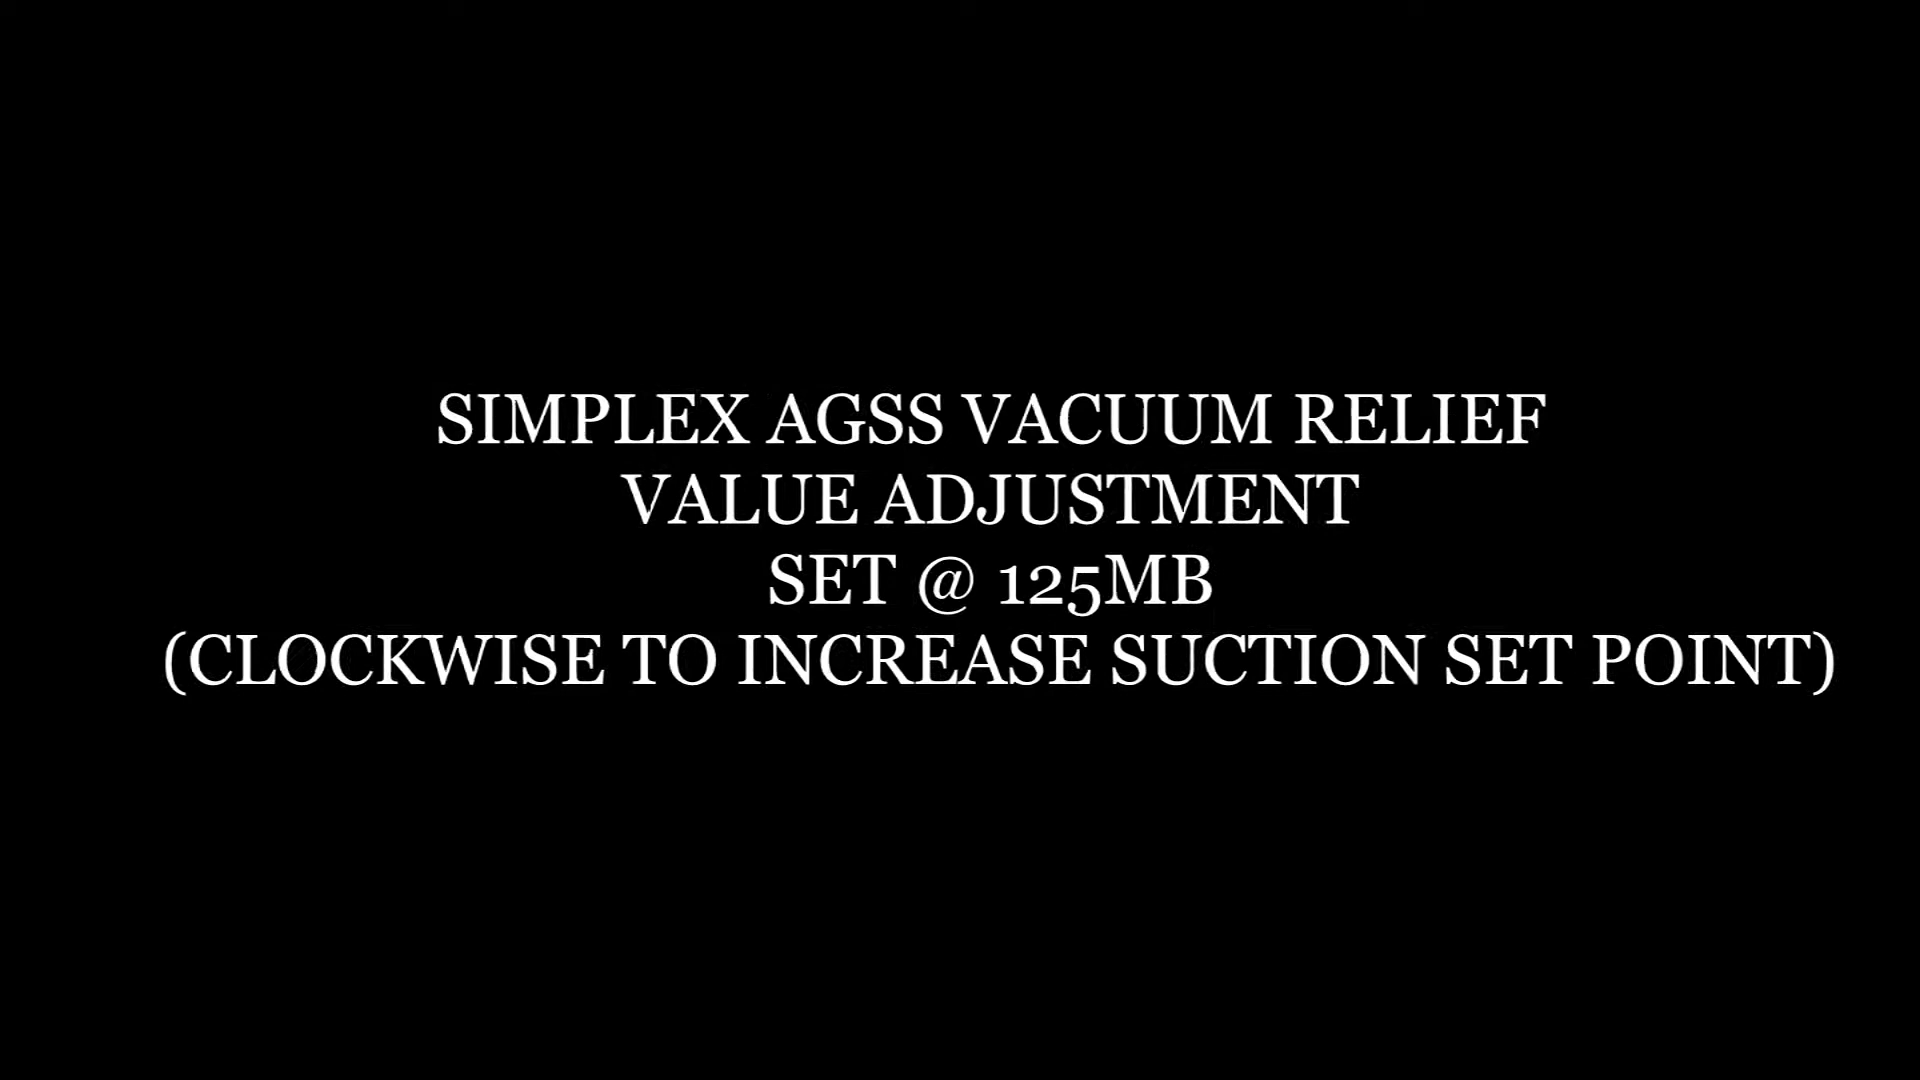 SIMPLEX AGSS VACUUM RELIEF
VALUE ADJUSTMENT
SET @ 125MB
(CLOCKWISE TO INCREASE SUCTION SET POINT)